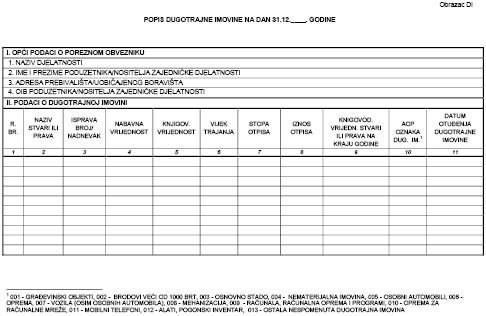 Obrazac DI
POPIS DUGOTRAJNE IMOVINE NA DAN 31.12.____. GODINE
I. OPĆI PODACI O POREZNOM OBVEZNIKU
1. NAZIV DJELATNOSTI
2. IME I PREZIME PODUZETNIKA/NOSITELJA ZAJEDNIČKE DJELATNOSTI
3. ADRESA PREBIVALIŠTA/UOBIČAJENOG BORAVIŠTA
4. OIB PODUZETNIKA/NOSITELJA ZAJEDNIČKE DJELATNOSTI
II. PODACI O DUGOTRAJNOJ IMOVINI
R. BR.
NAZIV STVARI ILI PRAVA
ISPRAVA BROJ/ NADNEVAK
NABAVNA VRIJEDNOST
KNJIGOV. VRIJEDNOST
VIJEK TRAJANJA
STOPA OTPISA
IZNOS OTPISA
KNIGOVOD. VRIJEDN. STVARI ILI PRAVA NA KRAJU GODINE
AOP OZNAKA DUG. IM.1
DATUM OTUĐENJA DUGOTRAJNE IMOVINE
1 2 3 4 5 6 7 8 9 10 11
1 001 - GRAĐEVINSKI OBJEKTI, 002 - BRODOVI VEĆI OD 1000 BRT, 003 - OSNOVNO STADO, 004 - NEMATERIJALNA IMOVINA, 005 - OSOBNI AUTOMOBILI, 006 -
OPREMA, 007 - VOZILA (OSIM OSOBNIH AUTOMOBILA), 008 - MEHANIZACIJA, 009 - RAČUNALA, RAČUNALNA OPREMA I PROGRAMI, 010 - OPREMA ZA
RAČUNALNE MREŽE, 011 - MOBILNI TELEFONI, 012 - ALATI, POGONSKI INVENTAR, 013 - OSTALA NESPOMENUTA DUGOTRAJNA IMOVINA